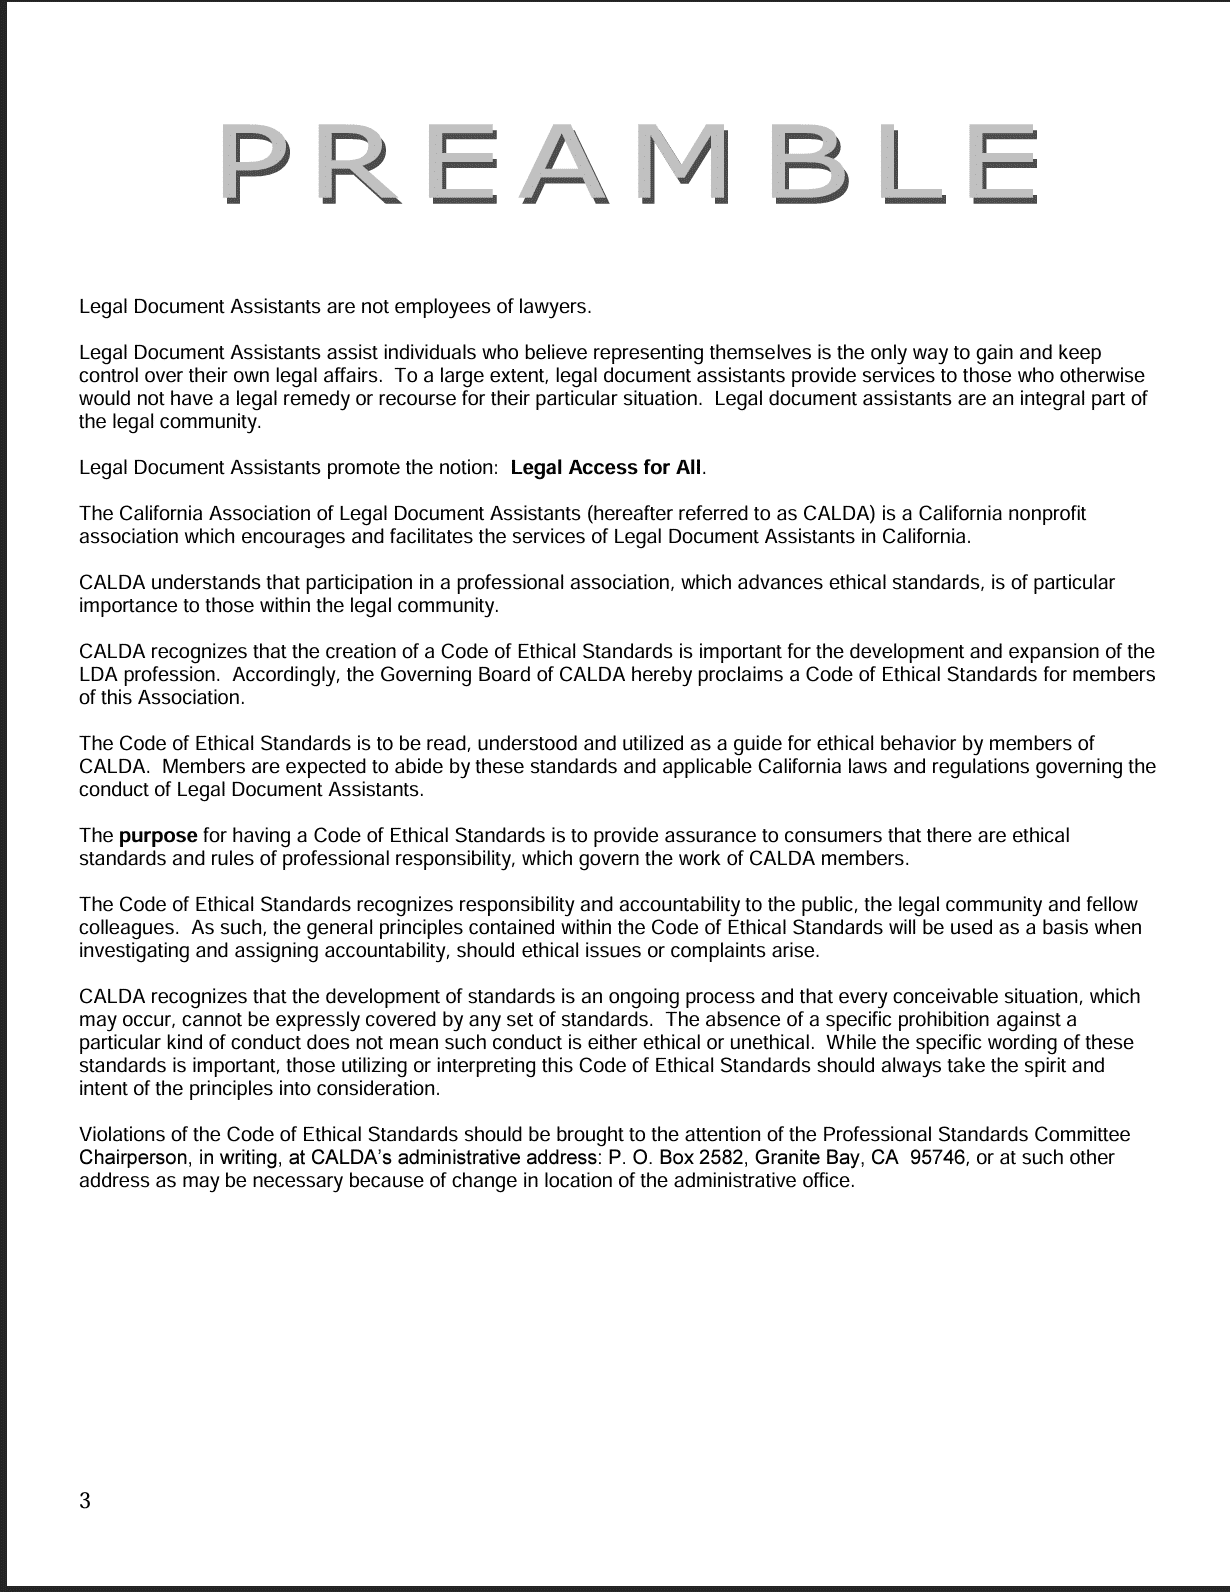 PREAMBLE
Legal Document Assistants are not employees of lawyers.
Legal Document Assistants assist individuals who believe representing themselves is the only way to gain and keep
control over their own legal affairs.  To a large extent, legal document assistants provide services to those who otherwise
would not have a legal remedy or recourse for their particular situation.  Legal document assistants are an integral part of
the legal community.
Legal Document Assistants promote the notion:  Legal Access for All.
The California Association of Legal Document Assistants (hereafter referred to as CALDA) is a California nonprofit
association which encourages and facilitates the services of Legal Document Assistants in California.
CALDA understands that participation in a professional association, which advances ethical standards, is of particular
importance to those within the legal community.
CALDA recognizes that the creation of a Code of Ethical Standards is important for the development and expansion of the
LDA profession.  Accordingly, the Governing Board of CALDA hereby proclaims a Code of Ethical Standards for members
of this Association.
The Code of Ethical Standards is to be read, understood and utilized as a guide for ethical behavior by members of
CALDA.  Members are expected to abide by these standards and applicable California laws and regulations governing the
conduct of Legal Document Assistants.
The purpose for having a Code of Ethical Standards is to provide assurance to consumers that there are ethical
standards and rules of professional responsibility, which govern the work of CALDA members.
The Code of Ethical Standards recognizes responsibility and accountability to the public, the legal community and fellow
colleagues.  As such, the general principles contained within the Code of Ethical Standards will be used as a basis when
investigating and assigning accountability, should ethical issues or complaints arise.
CALDA recognizes that the development of standards is an ongoing process and that every conceivable situation, which
may occur, cannot be expressly covered by any set of standards.  The absence of a specific prohibition against a
particular kind of conduct does not mean such conduct is either ethical or unethical.  While the specific wording of these
standards is important, those utilizing or interpreting this Code of Ethical Standards should always take the spirit and
intent of the principles into consideration.
Violations of the Code of Ethical Standards should be brought to the attention of the Professional Standards Committee
Chairperson, in writing, at CALDA’s administrative address: P. O. Box 2582, Granite Bay, CA  95746, or at such other
address as may be necessary because of change in location of the administrative office.
3